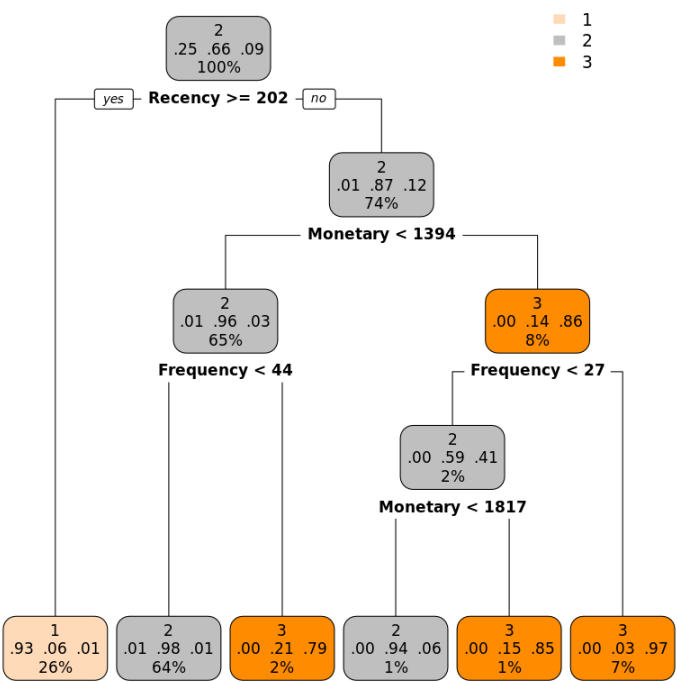 2
.25 .66 .09
100%
1
2
3
yes
Recency >= 202
no
2
.01 .87 .12
74%
Monetary < 1394
2
.01 .96 .03
65%
3
.00 .14 .86
8%
Frequency < 44
Frequency < 27
2
.00 .59 .41
2%
Monetary < 1817
1
.93 .06 .01
26%
2
.01 .98 .01
64%
3
.00 .21 .79
2%
2
.00 .94 .06
1%
3
.00 .15 .85
1%
3
.00 .03 .97
7%